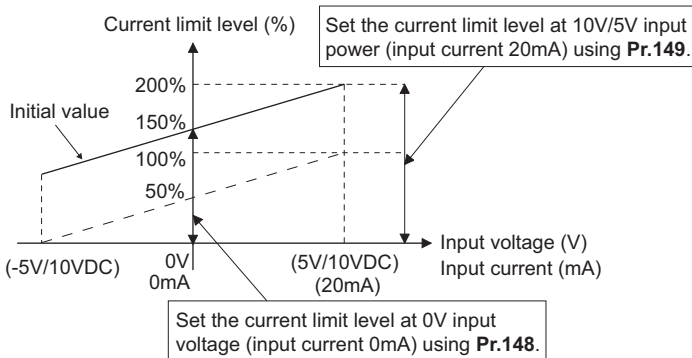 Current limit level (%)
Set the current limit level at 10V/5V input
power (input current 20mA) using Pr.149.
200%
Initial value
150%
100%
50%
(-5V/10VDC)
0V
0mA
(5V/10VDC)
(20mA)
Input voltage (V)
Input current (mA)
Set the current limit level at 0V input
voltage (input current 0mA) using Pr.148.